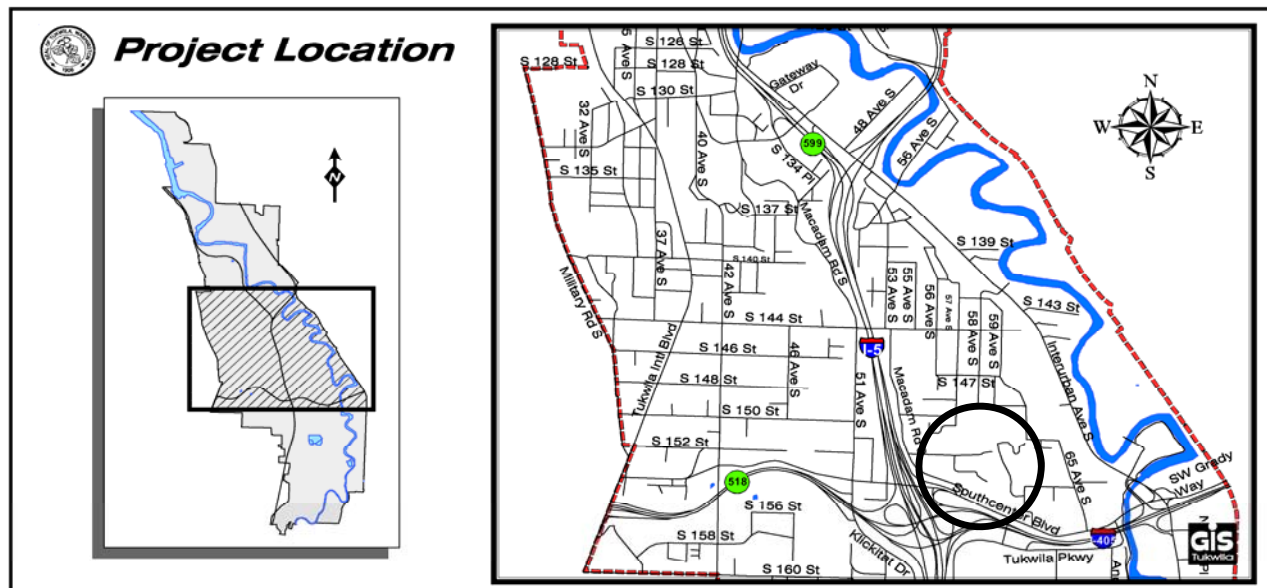 SEAL OF TUKWILA, WASHINGTON
1908
Project Location
N
N
W
E
S
S 126 St
S 128 St
S 128 St
S 130 St
Gateway
Dr
32 Ave S
40 Ave S
48 Ave S
56 Ave S
599
S 134 Pl
S 135 St
S 137 St
Macadam Rd S
S 139 St
37 Ave S
S 140 St
42 Ave S
Military Rd S
53 Ave S
55 Ave S
56 Ave S
57 Ave S
58 Ave S
59 Ave S
S 143 St
S 144 St
Tukwila Intl Blvd
S 146 St
46 Ave S
I-5
Interurban Ave S
S 147 St
S 148 St
51 Ave S
Macadam Rd
S 150 St
S 152 St
65 Ave S
SW Grady
Way
518
Southcenter Blvd
S 156 St
S 158 St
Klickitat Dr
I-405
Tukwila Pkwy
S 160 St
GIS
Tukwila